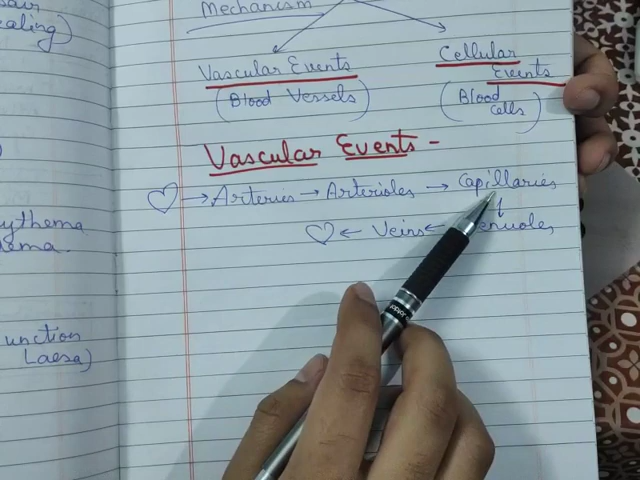 ealing)
Mechanism
Vascular Events
(Blood Vessels)
Cellular
Events
(Blood
Cells)
Vascular Events -
♡ → Arteries → Arterioles → Capillaries
↓
♡ ← Veins ← enules
ythema
ema.
unction
Laesa)